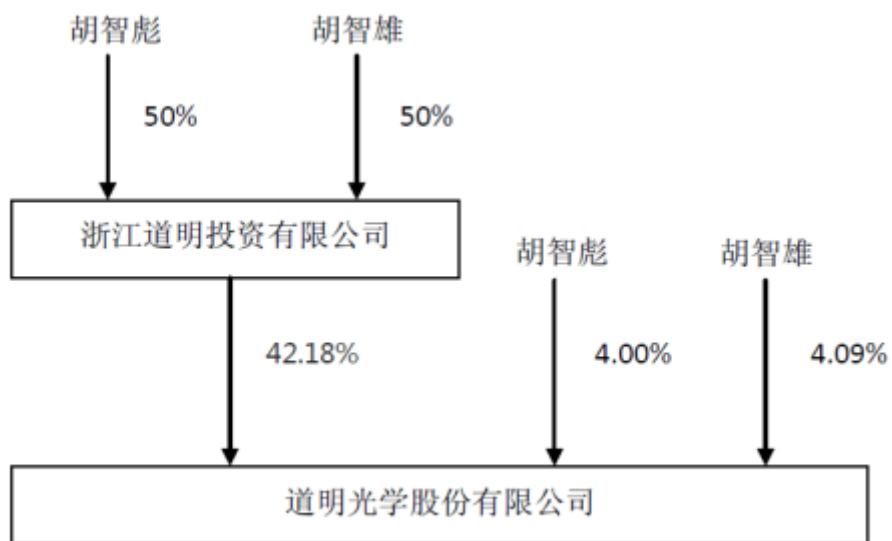 胡智彪
胡智雄
50%
50%
浙江道明投资有限公司
胡智彪
胡智雄
42.18%
4.00%
4.09%
道明光学股份有限公司